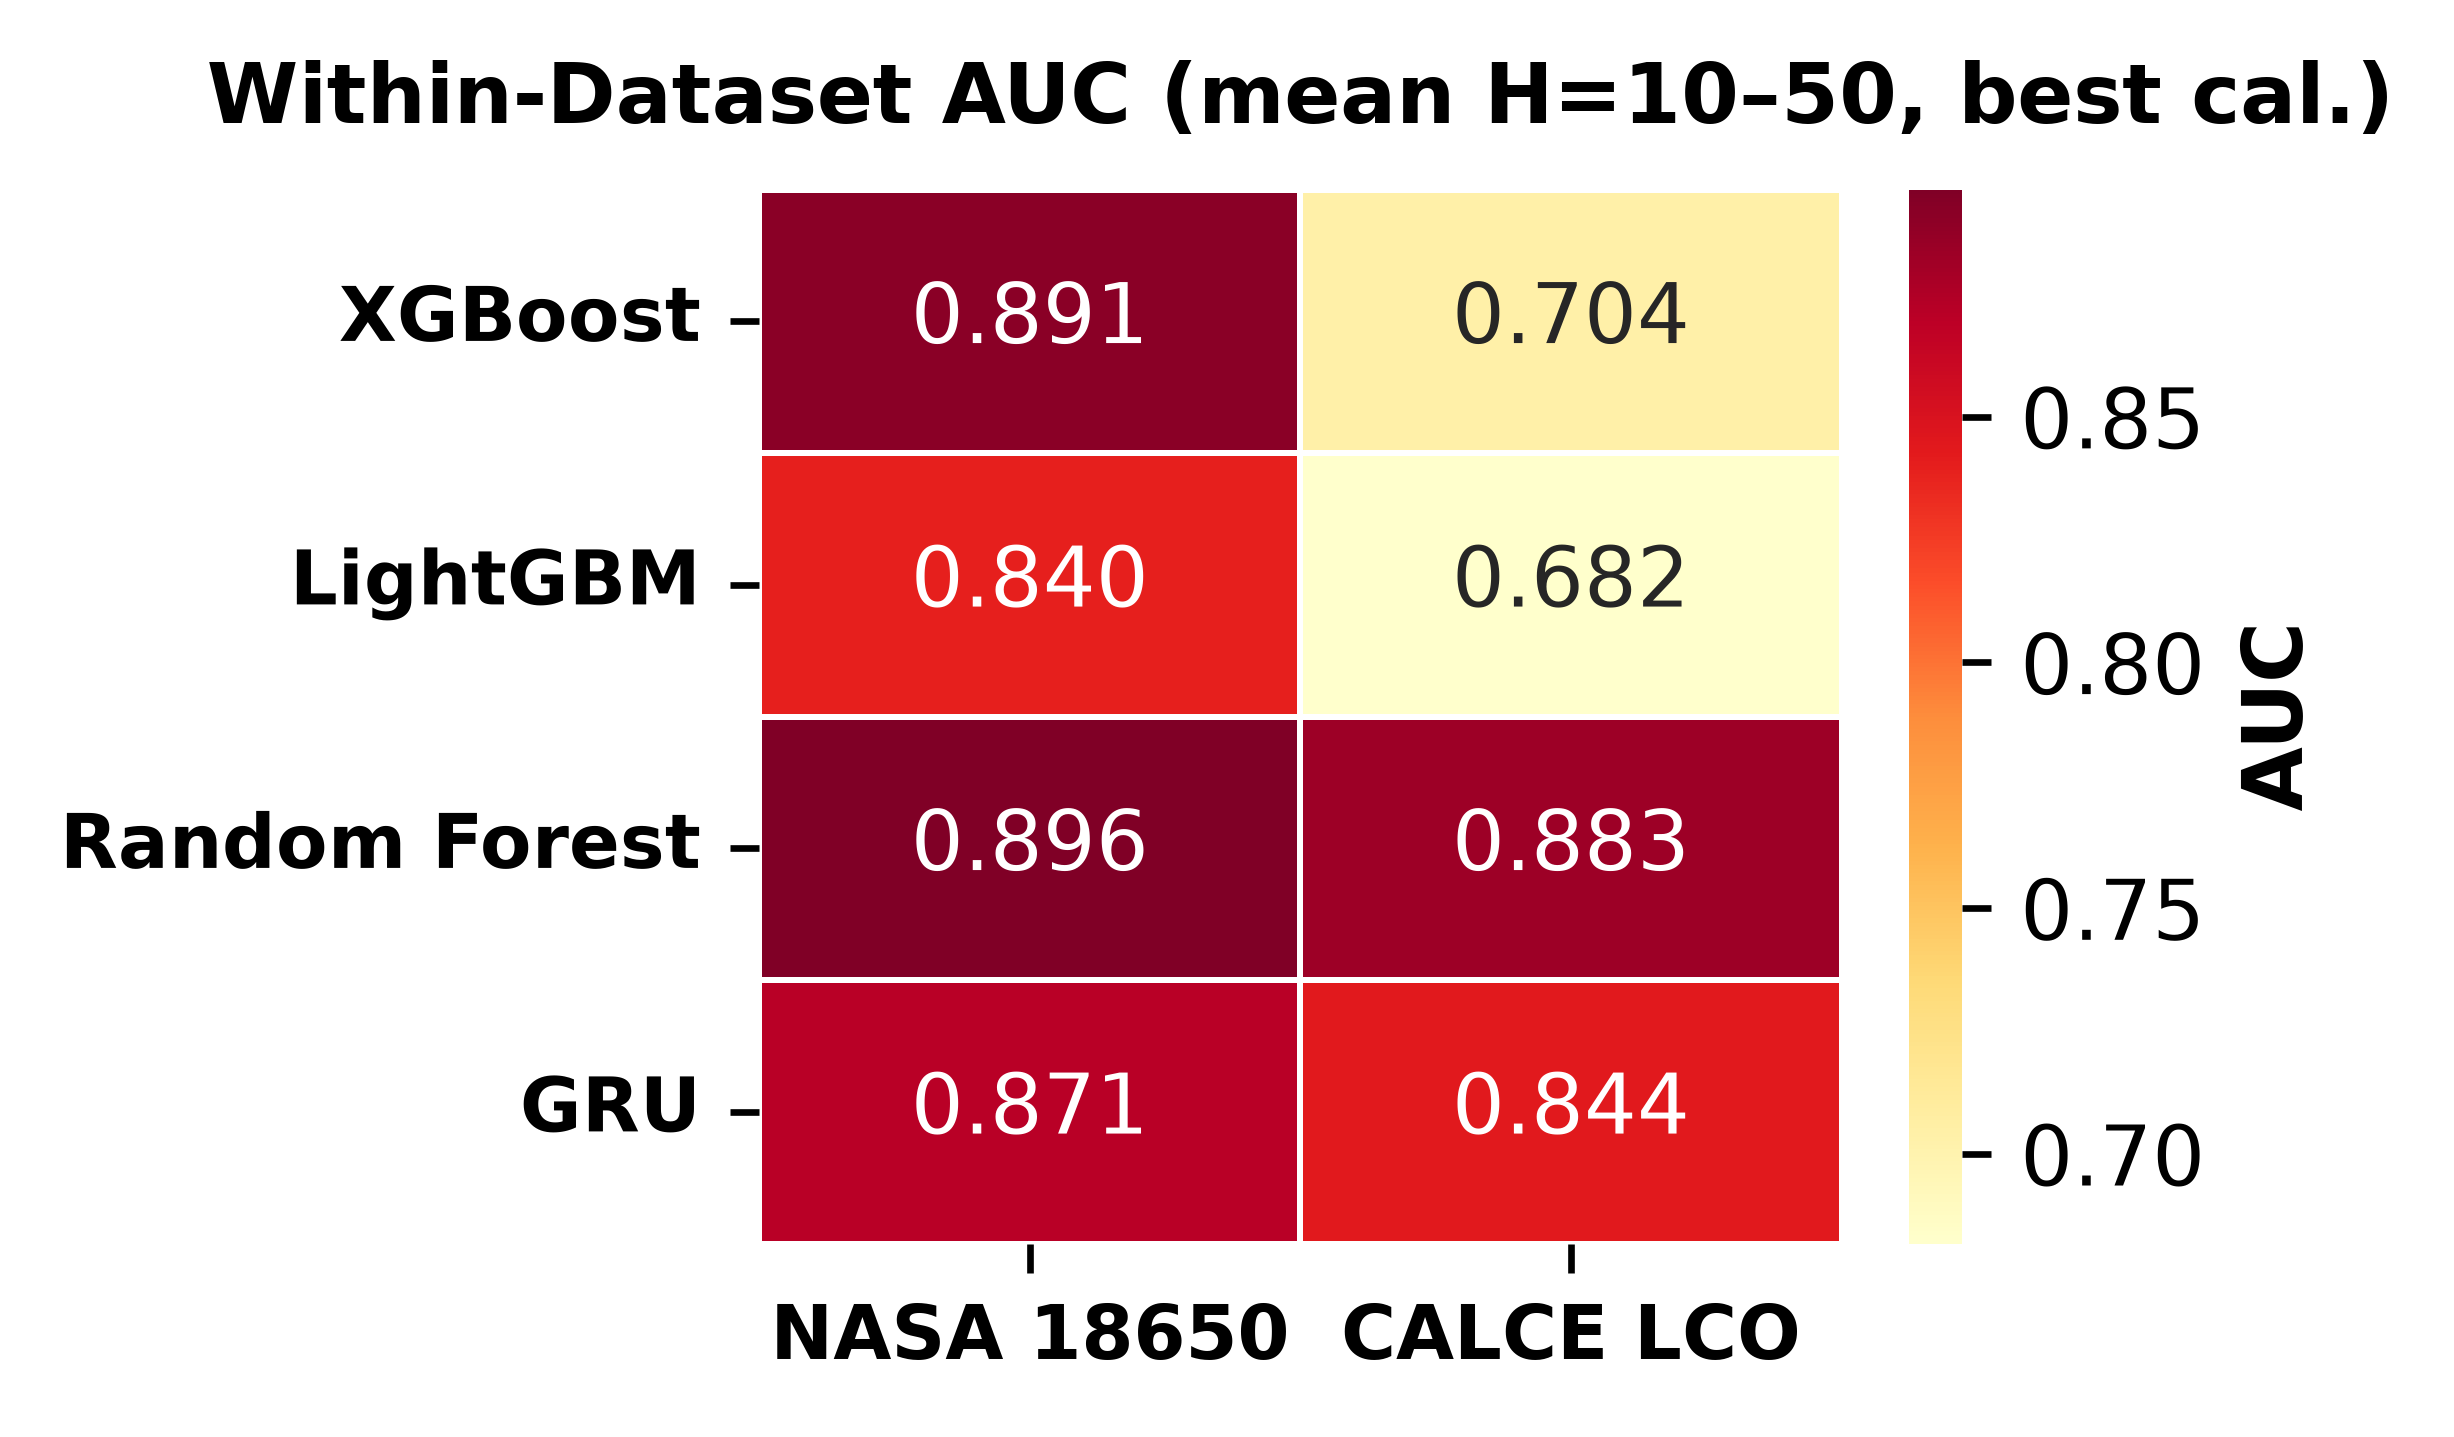 Within-Dataset AUC (mean H=10–50, best cal.)
XGBoost 0.891 0.704
LightGBM 0.840 0.682
Random Forest 0.896 0.883
GRU 0.871 0.844
NASA 18650 CALCE LCO
0.85
0.80
0.75
0.70
AUC